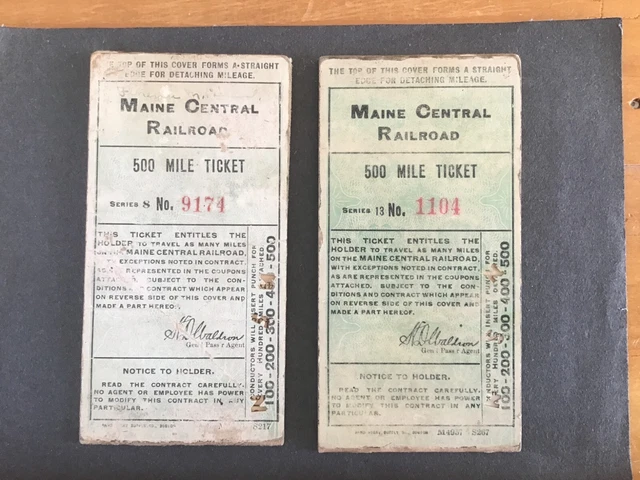 TOP OF THIS COVER FORMS A STRAIGHT
EDGE FOR DETACHING MILEAGE.
MAINE CENTRAL
RAILROAD
500 MILE TICKET
SERIES 8 No. 9174
THIS TICKET ENTITLES THE
HOLDER TO TRAVEL AS MANY MILES
ON THE MAINE CENTRAL RAILROAD,
EXCEPTIONS NOTED IN CONTRACT,
AS ARE REPRESENTED IN THE COUPONS
SUBJECT TO THE CON-
DITIONS AND CONTRACT WHICH APPEAR
ON REVERSE SIDE OF THIS COVER AND
MADE A PART HEREOF.
H D Waldron
Gen'l Pass'r Agent
CONDUCTORS WILL INSERT PUNCH FOR
EVERY HUNDRED MILES DETACHED.
100-200-300-400-500
NOTICE TO HOLDER.
READ THE CONTRACT CAREFULLY.
NO AGENT OR EMPLOYEE HAS POWER
TO MODIFY THIS CONTRACT IN ANY
PARTICULAR.
S217
THE TOP OF THIS COVER FORMS A STRAIGHT
EDGE FOR DETACHING MILEAGE.
MAINE CENTRAL
RAILROAD
500 MILE TICKET
SERIES 13 No. 1104
THIS TICKET ENTITLES THE
HOLDER TO TRAVEL AS MANY MILES
ON THE MAINE CENTRAL RAILROAD,
WITH EXCEPTIONS NOTED IN CONTRACT,
AS ARE REPRESENTED IN THE COUPONS
ATTACHED. SUBJECT TO THE CON-
DITIONS AND CONTRACT WHICH APPEAR
ON REVERSE SIDE OF THIS COVER AND
MADE A PART HEREOF.
H D Waldron
Gen'l Pass'r Agent
CONDUCTORS WILL INSERT PUNCH FOR
EVERY HUNDRED MILES DETACHED.
100-200-300-400-500
NOTICE TO HOLDER.
READ THE CONTRACT CAREFULLY.
NO AGENT OR EMPLOYEE HAS POWER
TO MODIFY THIS CONTRACT IN ANY
PARTICULAR.
M4957 S267